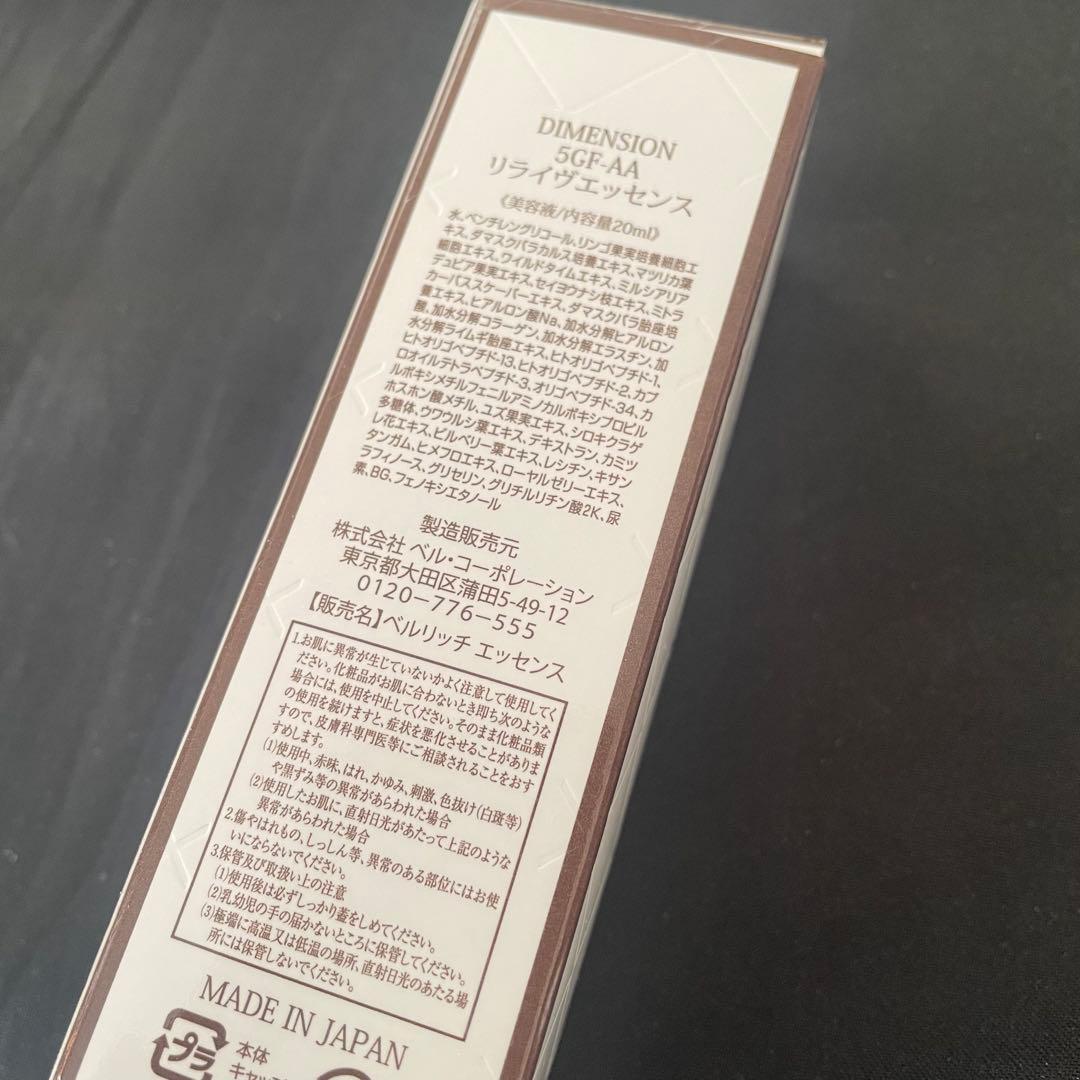 DIMENSION
5GF-AA
リライヴエッセンス
《美容液/内容量20ml》
水、ペンチレングリコール、リンゴ果実培養細胞エ
キス、ダマスクバラカルス培養エキス、マツリカ葉
細胞エキス、ワイルドタイムエキス、ミルシアリア
デュビア果実エキス、セイヨウナシ枝エキス、ミトラ
カーパススケーバーエキス、ダマスクバラ胎座培
養エキス、ヒアルロン酸Na、加水分解ヒアルロン
酸、加水分解コラーゲン、加水分解エラスチン、加
水分解ライムギ胎座エキス、ヒトオリゴペプチド-1、
ヒトオリゴペプチド-13、ヒトオリゴペプチド-2、カプ
ロオイルテトラペプチド-3、オリゴペプチド-34、カ
ルボキシメチルフェニルアミノカルボキシプロピル
ホスホン酸メチル、ユズ果実エキス、シロキクラゲ
多糖体、ウワウルシ葉エキス、デキストラン、カミツ
レ花エキス、ビルベリー葉エキス、レシチン、キサン
タンガム、ヒメフロエキス、ローヤルゼリーエキス、
ラフィノース、グリセリン、グリチルリチン酸2K、尿
素、BG、フェノキシエタノール
製造販売元
株式会社 ベル・コーポレーション
東京都大田区蒲田5-49-12
0120-776-555
【販売名】ベルリッチ エッセンス
1.お肌に異常が生じていないかよく注意して使用してく
ださい。化粧品がお肌に合わないとき即ち次のような
場合には、使用を中止してください。そのまま化粧品類
の使用を続けますと、症状を悪化させることがありま
すので、皮膚科専門医等にご相談されることをおす
すめします。
(1)使用中、赤味、はれ、かゆみ、刺激、色抜け(白斑等)
や黒ずみ等の異常があらわれた場合
(2)使用したお肌に、直射日光があたって上記のような
異常があらわれた場合
2.傷やはれもの、しっしん等、異常のある部位にはお使
いにならないでください。
3.保管及び取扱い上の注意
(1)使用後は必ずしっかり蓋をしめてください。
(2)乳幼児の手の届かないところに保管してください。
(3)極端に高温又は低温の場所、直射日光のあたる場
所には保管しないでください。
MADE IN JAPAN
プラ
本体
キャッ